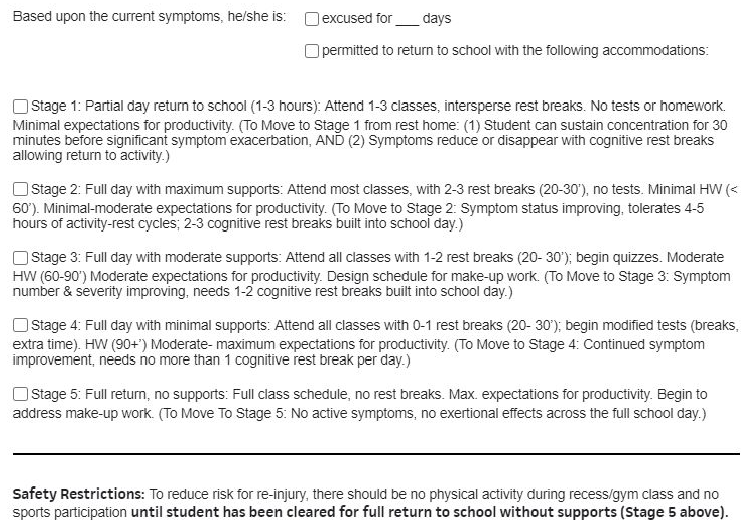 Based upon the current symptoms, he/she is: ☐ excused for ___ days
☐ permitted to return to school with the following accommodations:
☐ Stage 1: Partial day return to school (1-3 hours): Attend 1-3 classes, intersperse rest breaks. No tests or homework.
Minimal expectations for productivity. (To Move to Stage 1 from rest home: (1) Student can sustain concentration for 30
minutes before significant symptom exacerbation, AND (2) Symptoms reduce or disappear with cognitive rest breaks
allowing return to activity.)
☐ Stage 2: Full day with maximum supports: Attend most classes, with 2-3 rest breaks (20-30'), no tests. Minimal HW (<
60'). Minimal-moderate expectations for productivity. (To Move to Stage 2: Symptom status improving, tolerates 4-5
hours of activity-rest cycles; 2-3 cognitive rest breaks built into school day.)
☐ Stage 3: Full day with moderate supports: Attend all classes with 1-2 rest breaks (20- 30'); begin quizzes. Moderate
HW (60-90') Moderate expectations for productivity. Design schedule for make-up work. (To Move to Stage 3: Symptom
number & severity improving, needs 1-2 cognitive rest breaks built into school day.)
☐ Stage 4: Full day with minimal supports: Attend all classes with 0-1 rest breaks (20- 30'); begin modified tests (breaks,
extra time). HW (90+') Moderate- maximum expectations for productivity. (To Move to Stage 4: Continued symptom
improvement, needs no more than 1 cognitive rest break per day.)
☐ Stage 5: Full return, no supports: Full class schedule, no rest breaks. Max. expectations for productivity. Begin to
address make-up work. (To Move To Stage 5: No active symptoms, no exertional effects across the full school day.)
Safety Restrictions: To reduce risk for re-injury, there should be no physical activity during recess/gym class and no
sports participation until student has been cleared for full return to school without supports (Stage 5 above).